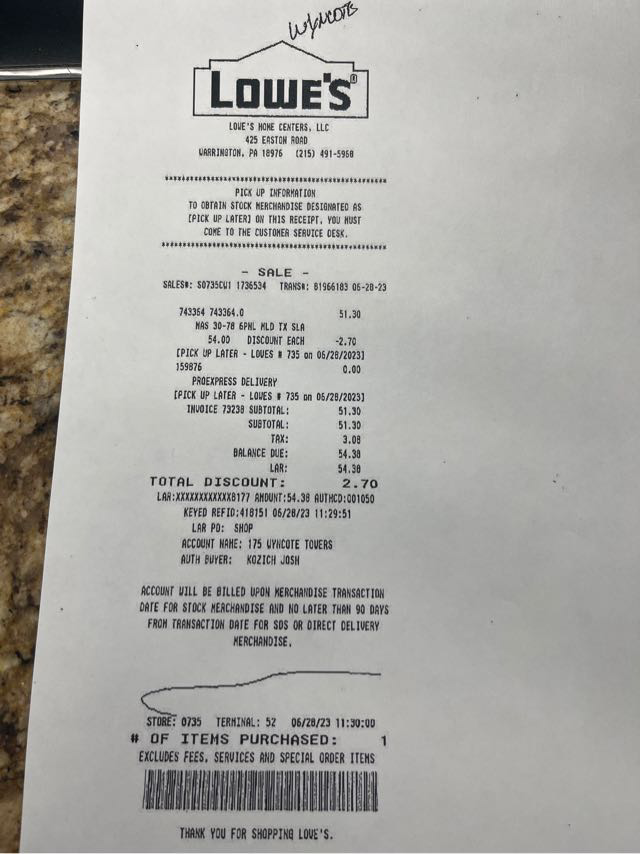 WYNCOTE
LOWE'S®
LOWE'S HOME CENTERS, LLC
425 EASTON ROAD
WARRINGTON, PA 18976 (215) 491-5968
PICK UP INFORMATION
TO OBTAIN STOCK MERCHANDISE DESIGNATED AS
[PICK UP LATER] ON THIS RECEIPT, YOU MUST
COME TO THE CUSTOMER SERVICE DESK.
- SALE -
SALES#: S0735CW1 1736534 TRANS#: 81966183 06-28-23
743364 743364.0 51.30
MAS 30-78 6PNL MLD TX SLA
54.00 DISCOUNT EACH -2.70
[PICK UP LATER - LOWES # 735 on 06/28/2023]
159876 0.00
PROEXPRESS DELIVERY
[PICK UP LATER - LOWES # 735 on 06/28/2023]
INVOICE 73238 SUBTOTAL: 51.30
SUBTOTAL: 51.30
TAX: 3.08
BALANCE DUE: 54.38
LAR: 54.38
TOTAL DISCOUNT: 2.70
LAR:XXXXXXXXXXXX8177 AMOUNT:54.38 AUTHCD:001050
KEYED REFID:418151 06/28/23 11:29:51
LAR PO: SHOP
ACCOUNT NAME: 175 WYNCOTE TOWERS
AUTH BUYER: KOZICH JOSH
ACCOUNT WILL BE BILLED UPON MERCHANDISE TRANSACTION
DATE FOR STOCK MERCHANDISE AND NO LATER THAN 90 DAYS
FROM TRANSACTION DATE FOR SDS OR DIRECT DELIVERY
MERCHANDISE.
STORE: 0735 TERMINAL: 52 06/28/23 11:30:00
# OF ITEMS PURCHASED: 1
EXCLUDES FEES, SERVICES AND SPECIAL ORDER ITEMS
THANK YOU FOR SHOPPING LOWE'S.